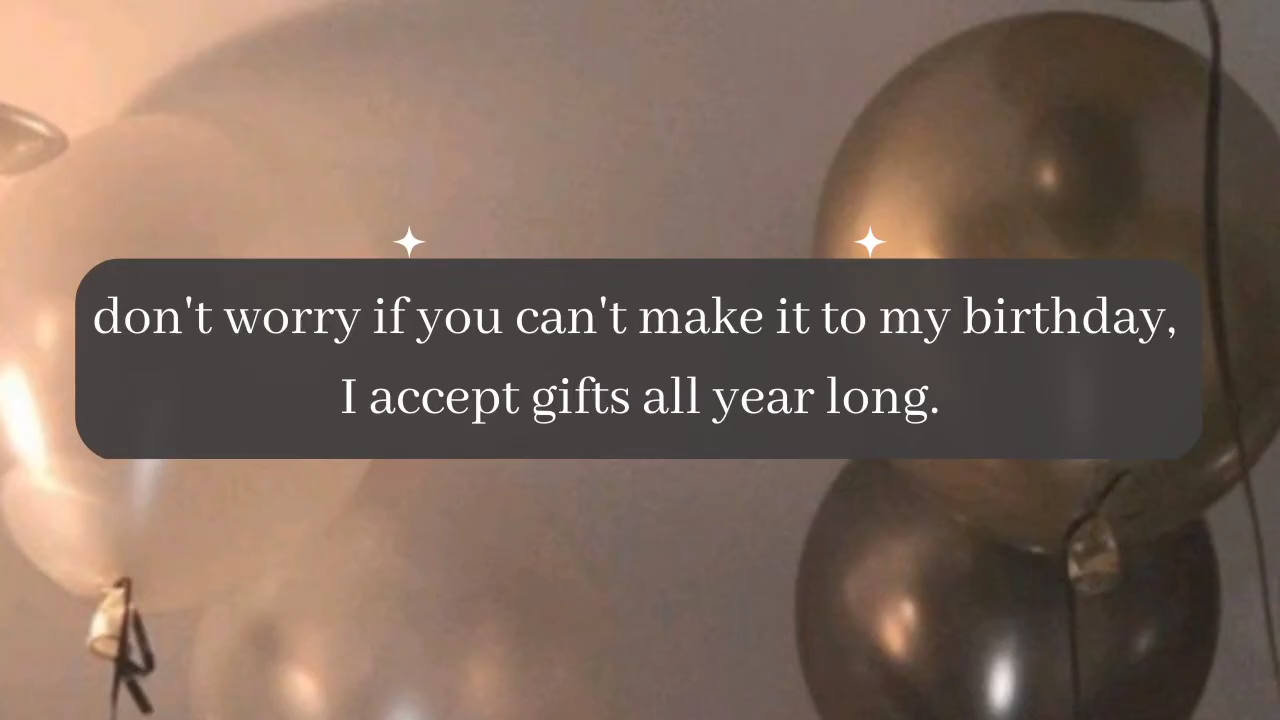 don't worry if you can't make it to my birthday,
I accept gifts all year long.